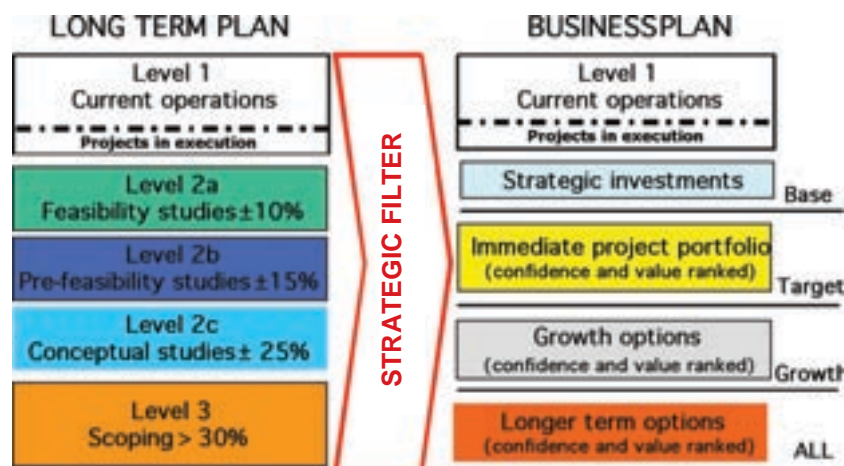 LONG TERM PLAN
Level 1
Current operations
Projects in execution
Level 2a
Feasibility studies ±10%
Level 2b
Pre-feasibility studies ±15%
Level 2c
Conceptual studies ± 25%
Level 3
Scoping > 30%
STRATEGIC FILTER
BUSINESSPLAN
Level 1
Current operations
Projects in execution
Strategic investments
Base
Immediate project portfolio
(confidence and value ranked)
Target
Growth options
(confidence and value ranked)
Growth
Longer term options
(confidence and value ranked)
ALL